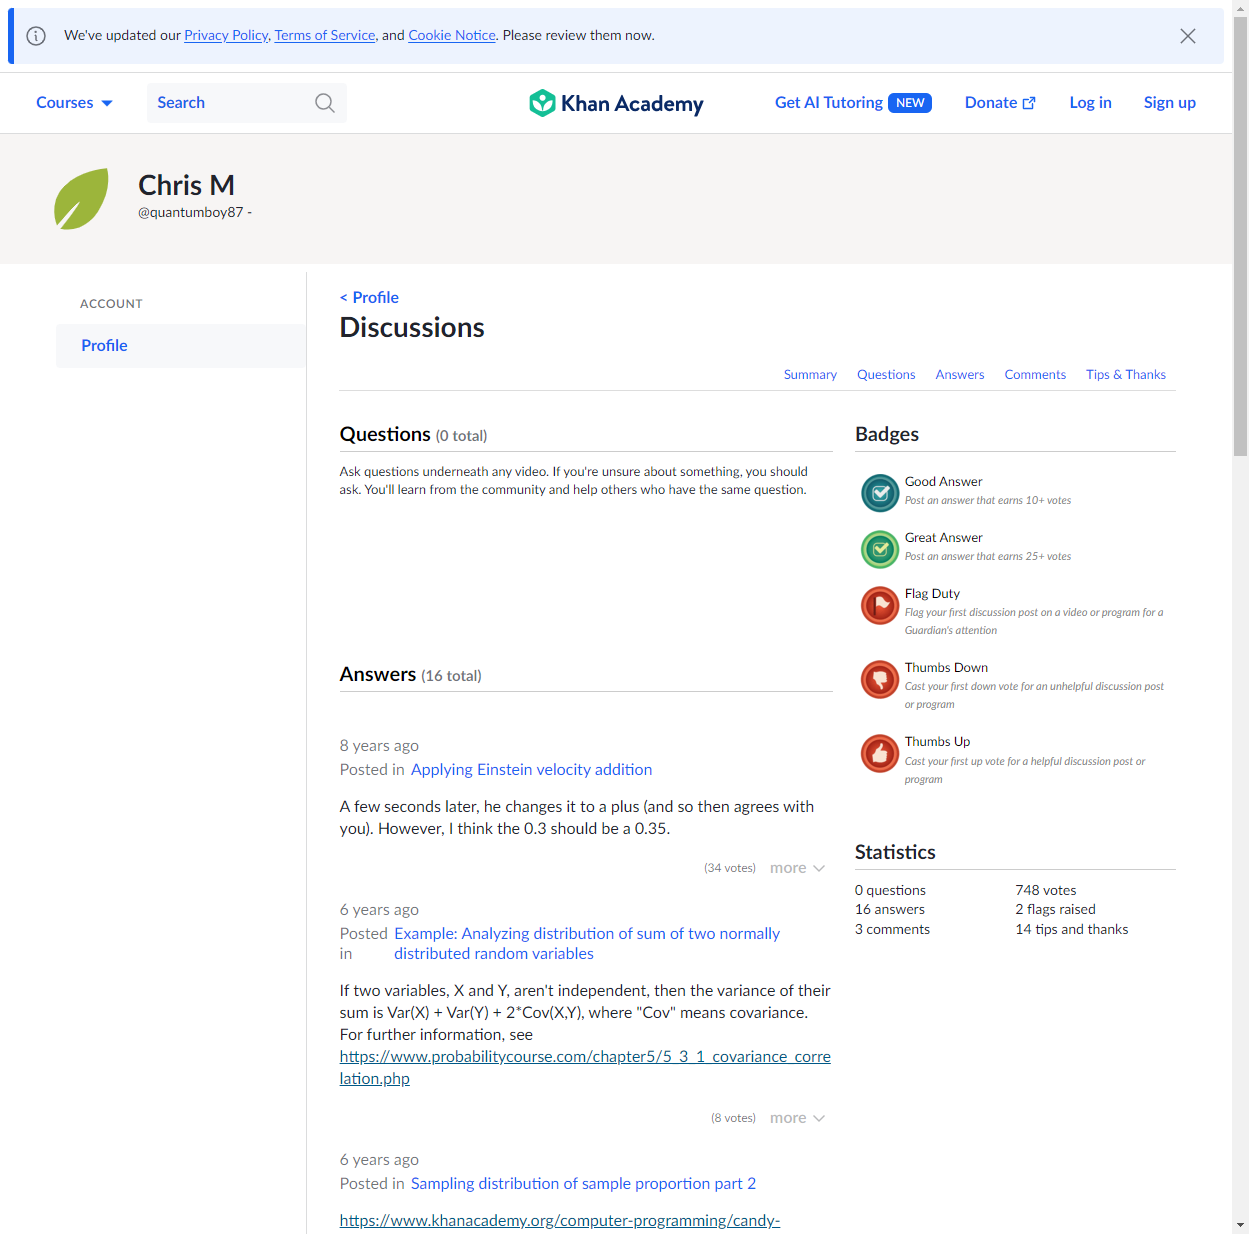 We've updated our Privacy Policy, Terms of Service, and Cookie Notice. Please review them now.
Courses
Search
Khan Academy
Get AI Tutoring NEW
Donate
Log in
Sign up
Chris M
@quantumboy87 -
ACCOUNT
Profile
< Profile
Discussions
Summary
Questions
Answers
Comments
Tips & Thanks
Questions (0 total)
Ask questions underneath any video. If you're unsure about something, you should
ask. You'll learn from the community and help others who have the same question.
Answers (16 total)
8 years ago
Posted in Applying Einstein velocity addition
A few seconds later, he changes it to a plus (and so then agrees with
you). However, I think the 0.3 should be a 0.35.
(34 votes) more
6 years ago
Posted in Example: Analyzing distribution of sum of two normally
distributed random variables
If two variables, X and Y, aren't independent, then the variance of their
sum is Var(X) + Var(Y) + 2*Cov(X,Y), where "Cov" means covariance.
For further information, see
https://www.probabilitycourse.com/chapter5/5_3_1_covariance_corre
lation.php
(8 votes) more
6 years ago
Posted in Sampling distribution of sample proportion part 2
https://www.khanacademy.org/computer-programming/candy-
Badges
Good Answer
Post an answer that earns 10+ votes
Great Answer
Post an answer that earns 25+ votes
Flag Duty
Flag your first discussion post on a video or program for a
Guardian's attention
Thumbs Down
Cast your first down vote for an unhelpful discussion post
or program
Thumbs Up
Cast your first up vote for a helpful discussion post or
program
Statistics
0 questions
16 answers
3 comments
748 votes
2 flags raised
14 tips and thanks